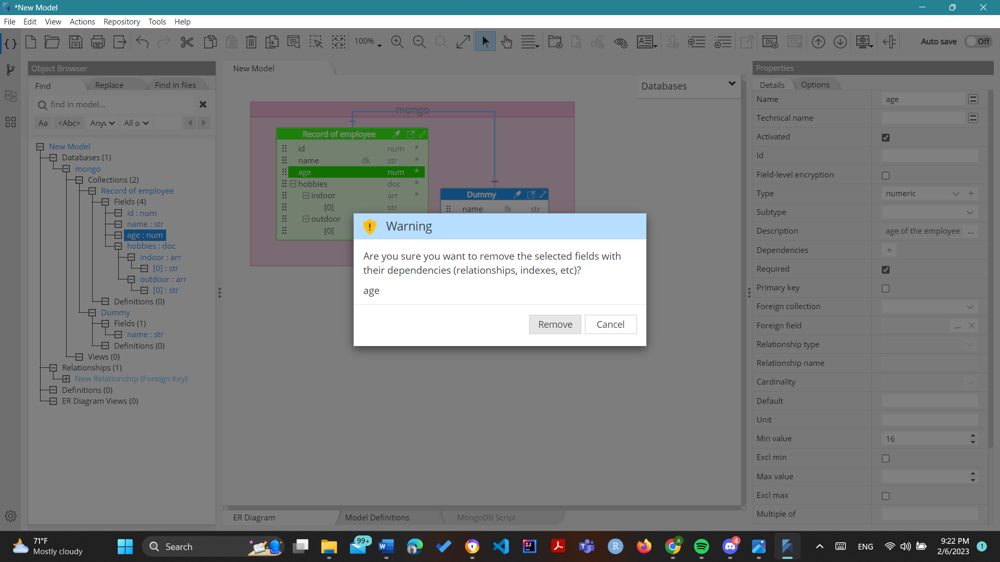 *New Model
File Edit View Actions Repository Tools Help
100%
Auto save Off
Object Browser
Find Replace Find in files
find in model...
Aa <Abc> Anyv All o
New Model
Databases (1)
mongo
Collections (2)
Record of employee
Fields (4)
id : num
name : str
age : num
hobbies : doc
indoor : arr
[0] : str
outdoor : arr
[0] : str
Definitions (0)
Dummy
Fields (1)
name : str
Definitions (0)
Views (0)
Relationships (1)
New Relationship (Foreign Key)
Definitions (0)
ER Diagram Views (0)
New Model
Databases
mongo
Record of employee
id num *
name dk str *
age num *
hobbies doc *
indoor arr *
[0] str
outdoor
[0]
Dummy
name fk str
Warning
Are you sure you want to remove the selected fields with
their dependencies (relationships, indexes, etc)?
age
Remove Cancel
ER Diagram Model Definitions MongoDB Script
Properties
Details Options
Name age
Technical name
Activated
Id
Field-level encryption
Type numeric
Subtype
Description age of the employee ...
Dependencies
Required
Primary key
Foreign collection
Foreign field ...
Relationship type
Relationship name
Cardinality
Default
Unit
Min value 16
Excl min
Max value
Excl max
Multiple of
71°F
Mostly cloudy
Search
99+
4
ENG
9:22 PM
2/6/2023
1